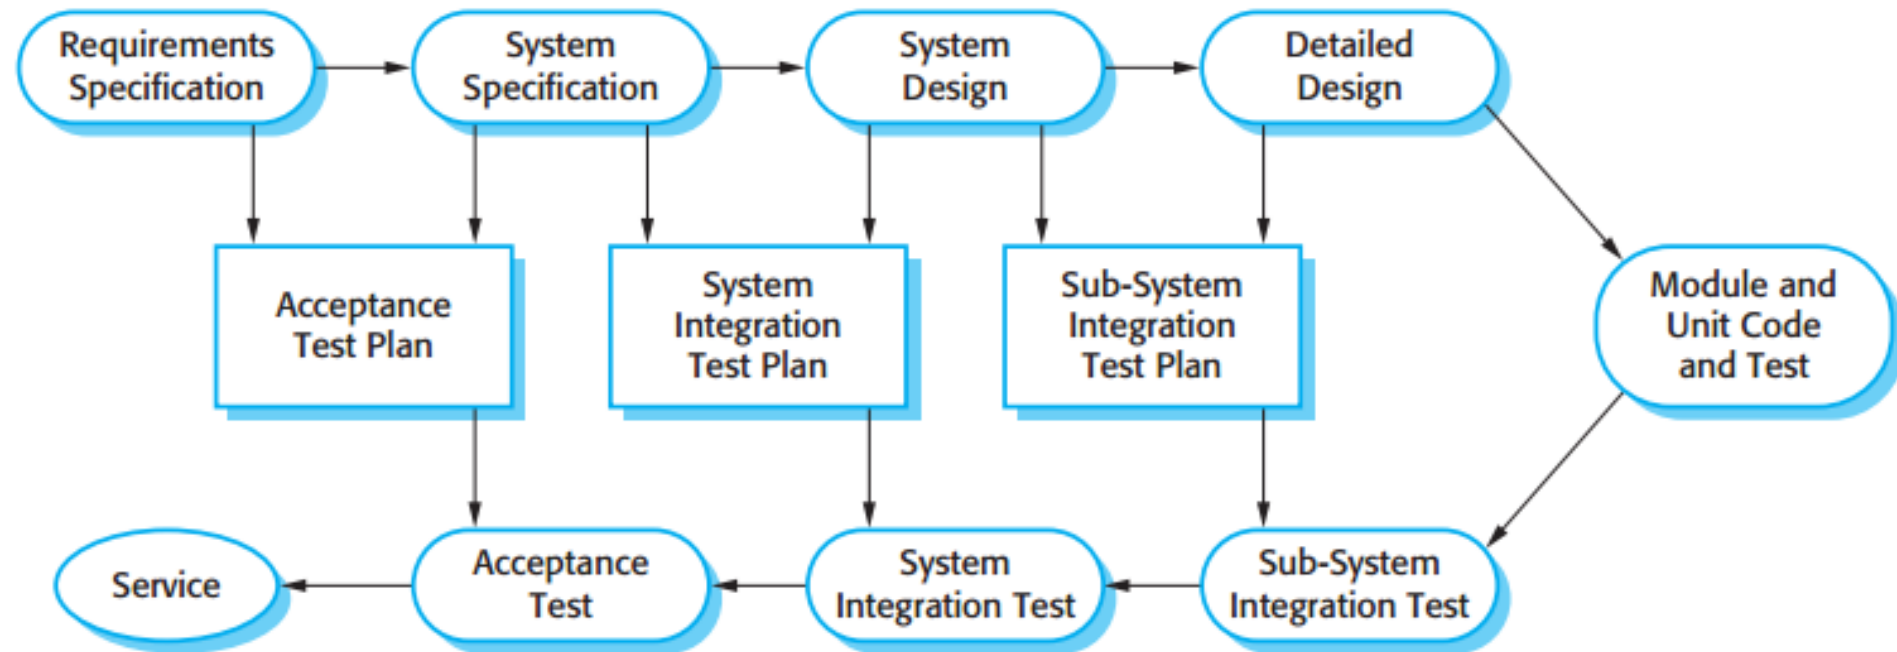 Requirements
Specification
System
Specification
System
Design
Detailed
Design
Acceptance
Test Plan
System
Integration
Test Plan
Sub-System
Integration
Test Plan
Module and
Unit Code
and Test
Service
Acceptance
Test
System
Integration Test
Sub-System
Integration Test